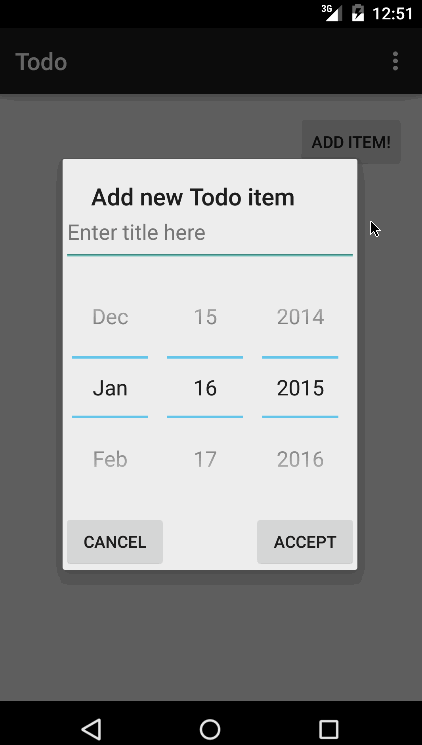 3G 12:51
Todo
ADD ITEM!
Add new Todo item
Enter title here
Dec 15 2014
Jan 16 2015
Feb 17 2016
CANCEL ACCEPT